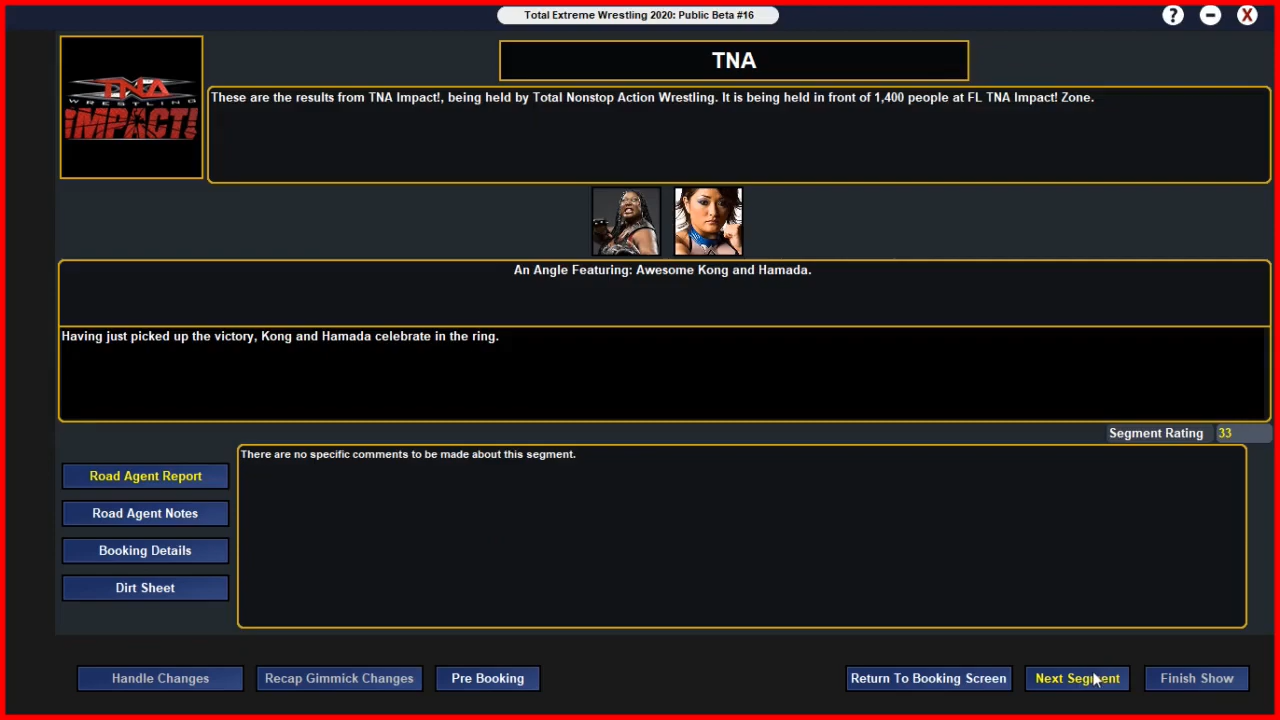 Total Extreme Wrestling 2020: Public Beta #16
? X
TNA WRESTLING iMPACT!
TNA
These are the results from TNA Impact!, being held by Total Nonstop Action Wrestling. It is being held in front of 1,400 people at FL TNA Impact! Zone.
An Angle Featuring: Awesome Kong and Hamada.
Having just picked up the victory, Kong and Hamada celebrate in the ring.
Segment Rating 33
There are no specific comments to be made about this segment.
Road Agent Report
Road Agent Notes
Booking Details
Dirt Sheet
Handle Changes Recap Gimmick Changes Pre Booking Return To Booking Screen Next Segment Finish Show